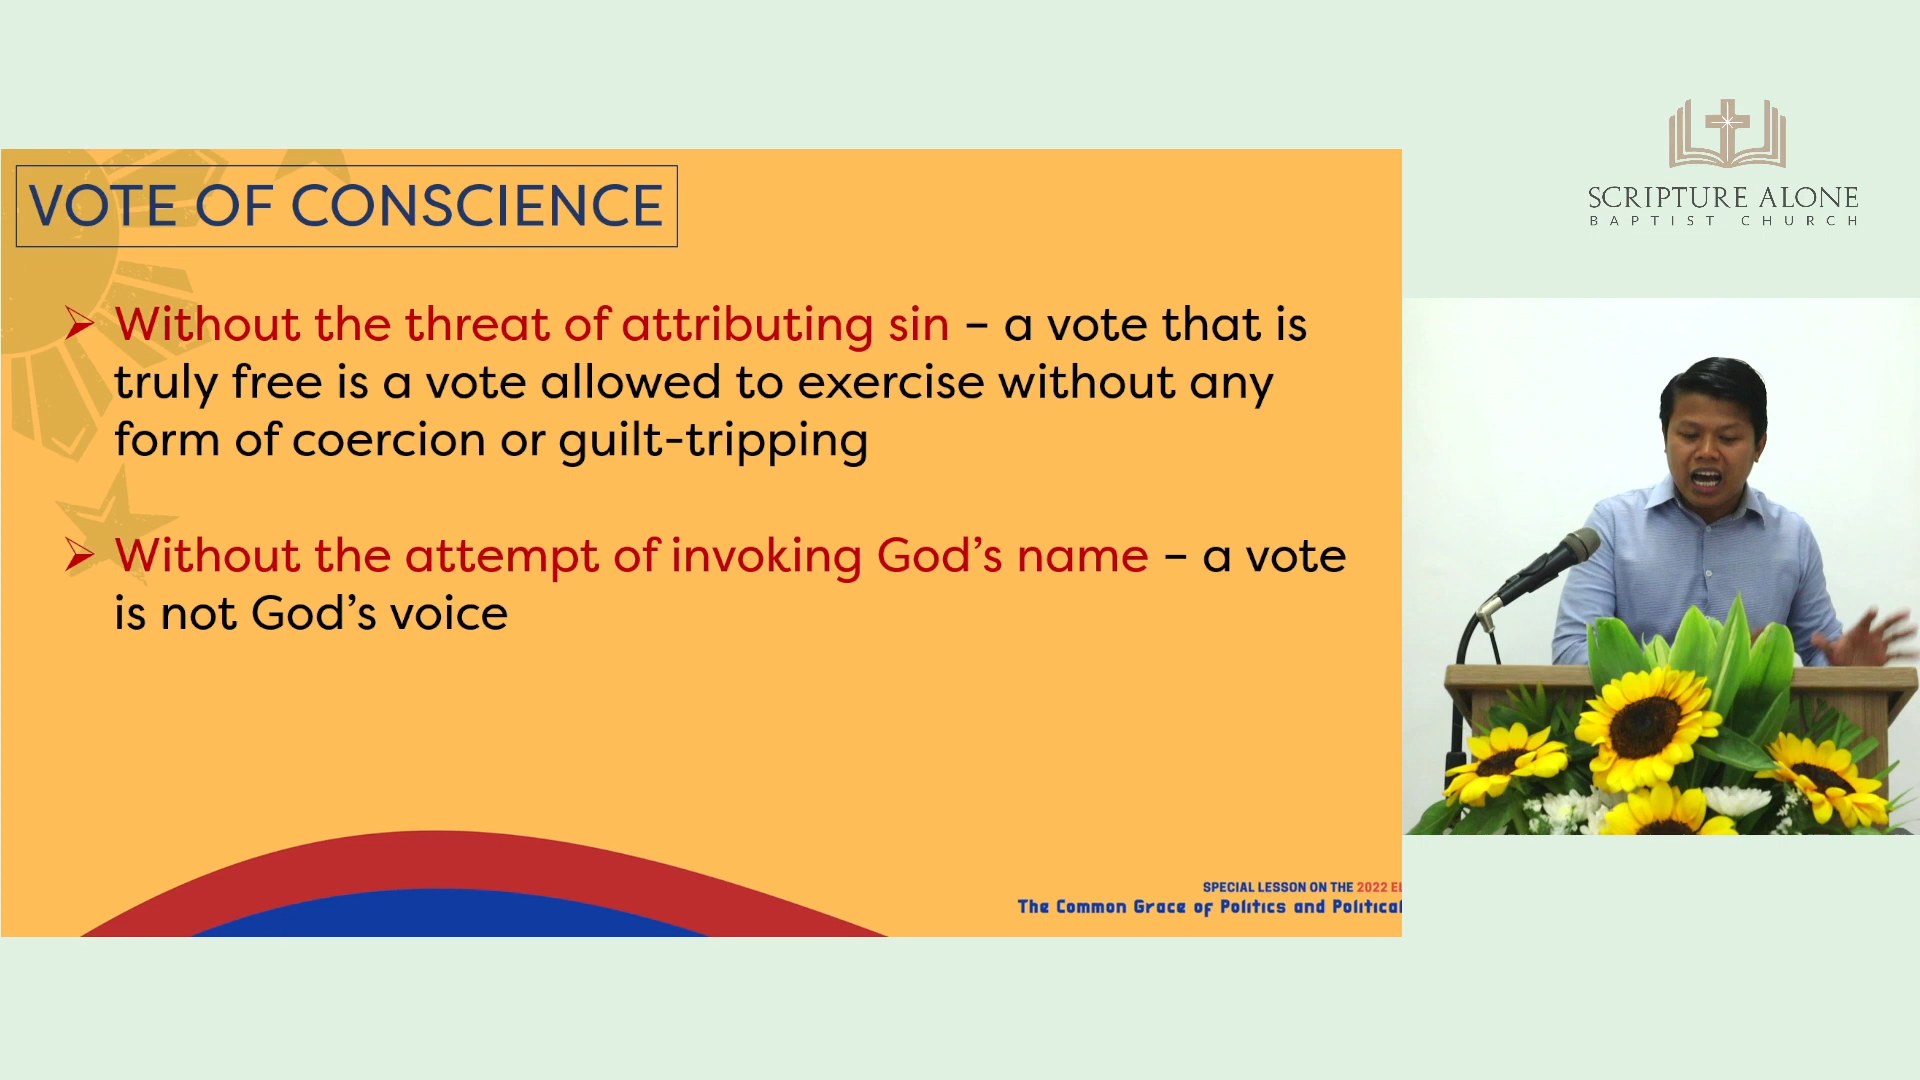 VOTE OF CONSCIENCE
➢ Without the threat of attributing sin – a vote that is
truly free is a vote allowed to exercise without any
form of coercion or guilt-tripping
➢ Without the attempt of invoking God’s name – a vote
is not God’s voice
SPECIAL LESSON ON THE 2022
The Common Grace of Politics and Political
SCRIPTURE ALONE
BAPTIST CHURCH